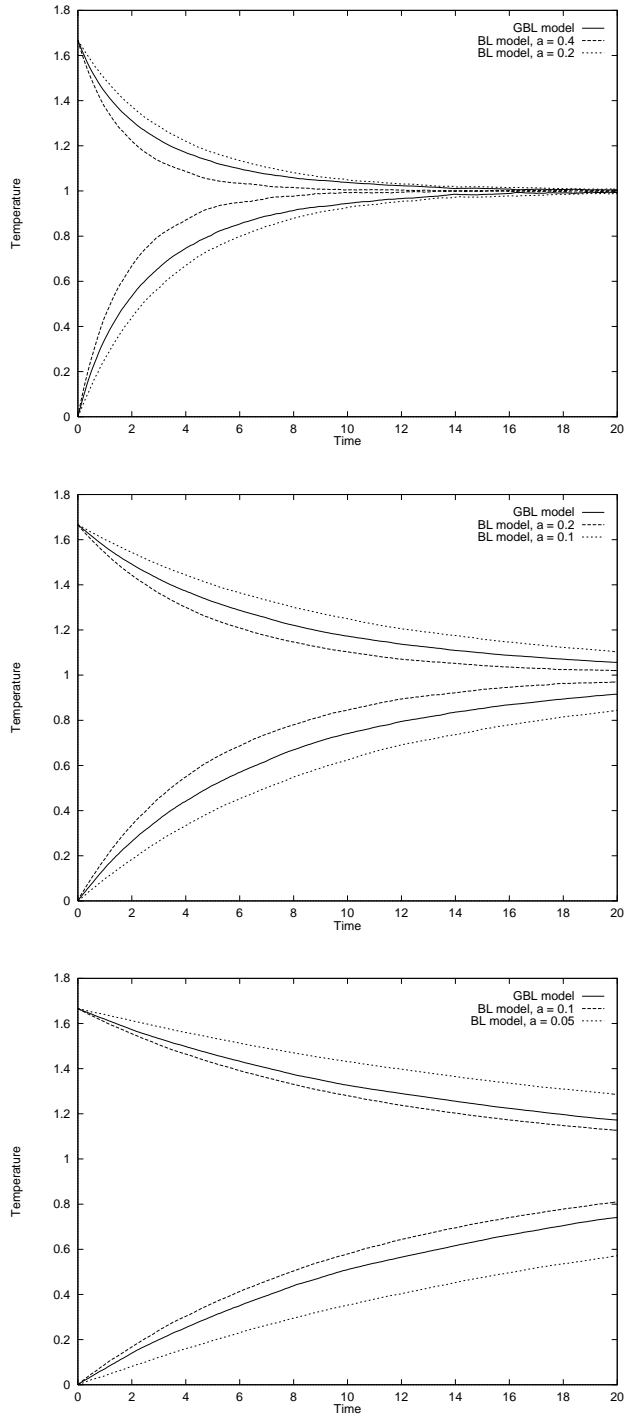 1.8
1.6
1.4
1.2
1
0.8
0.6
0.4
0.2
0
Temperature
GBL model
BL model, a = 0.4
BL model, a = 0.2
0 2 4 6 8 10 12 14 16 18 20
Time
1.8
1.6
1.4
1.2
1
0.8
0.6
0.4
0.2
0
Temperature
GBL model
BL model, a = 0.2
BL model, a = 0.1
0 2 4 6 8 10 12 14 16 18 20
Time
1.8
1.6
1.4
1.2
1
0.8
0.6
0.4
0.2
0
Temperature
GBL model
BL model, a = 0.1
BL model, a = 0.05
0 2 4 6 8 10 12 14 16 18 20
Time